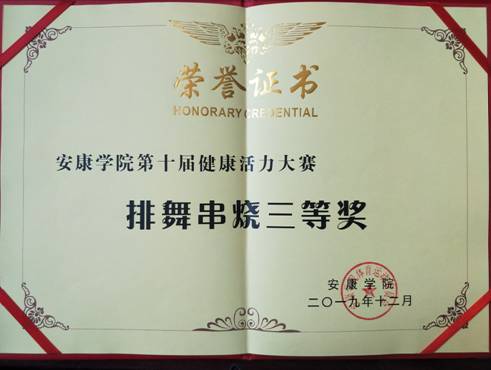 荣誉证书
HONORARY CREDENTIAL
安康学院第十届健康活力大赛
排舞串烧三等奖
安康学院
二〇一九年十二月